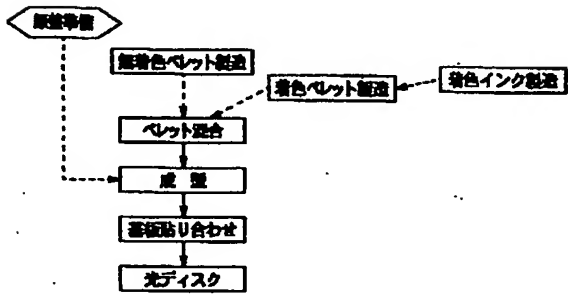 原盤準備
無着色ペレット製造
着色ペレット製造
着色インク製造
ペレット混合
成 型
基板貼り合わせ
光ディスク